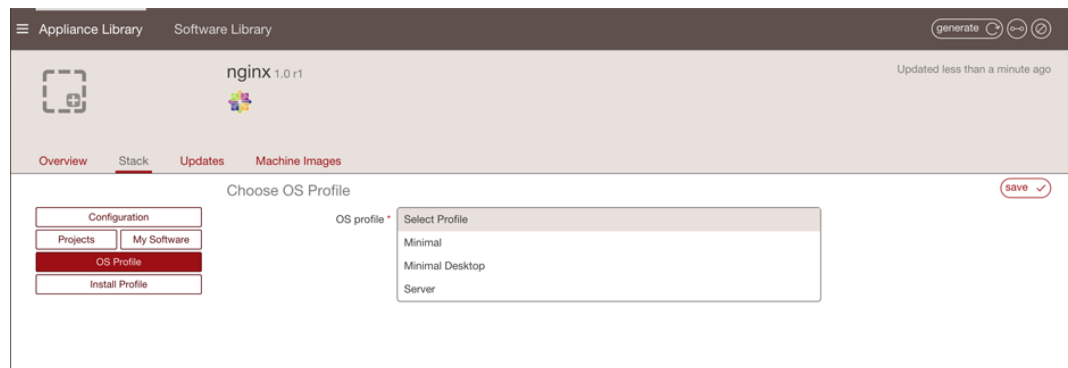 Appliance Library Software Library generate
nginx 1.0 r1 Updated less than a minute ago
Overview Stack Updates Machine Images
Choose OS Profile save
Configuration OS profile * Select Profile
Projects My Software Minimal
OS Profile Minimal Desktop
Install Profile Server